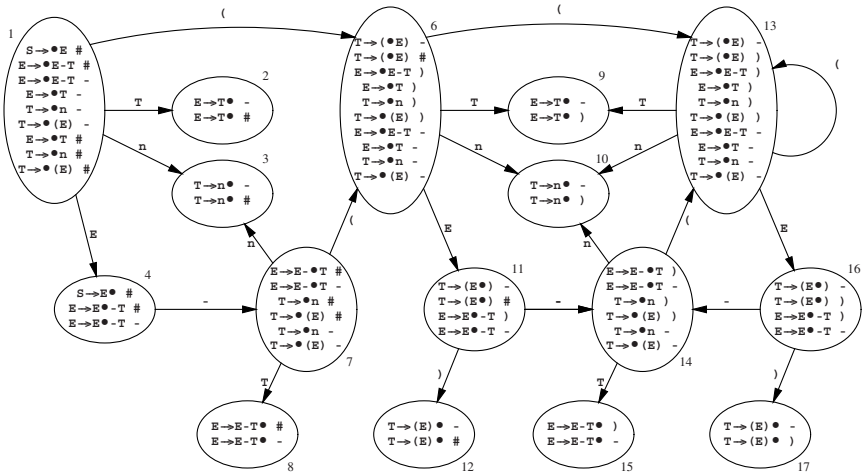 1
S→●E #
E→●E-T #
E→●E-T -
E→●T -
T→●n -
T→●(E) -
E→●T #
T→●n #
T→●(E) #
(
T
n
E
2
E→T● -
E→T● #
3
T→n● -
T→n● #
4
S→E● #
E→E●-T #
E→E●-T -
-
6
T→(●E) -
T→(●E) #
E→●E-T )
E→●T )
T→●n )
T→●(E) )
E→●E-T -
E→●T -
T→●n -
T→●(E) -
(
T
n
E
7
E→E-●T #
E→E-●T -
T→●n #
T→●(E) #
T→●n -
T→●(E) -
n
(
T
8
E→E-T● #
E→E-T● -
9
E→T● -
E→T● )
10
T→n● -
T→n● )
11
T→(E●) -
T→(E●) #
E→E●-T )
E→E●-T -
-
)
12
T→(E)● -
T→(E)● #
13
T→(●E) -
T→(●E) )
E→●E-T )
E→●T )
T→●n )
T→●(E) )
E→●E-T -
E→●T -
T→●n -
T→●(E) -
(
T
n
E
14
E→E-●T )
E→E-●T -
T→●n )
T→●(E) )
T→●n -
T→●(E) -
n
(
T
15
E→E-T● )
E→E-T● -
16
T→(E●) -
T→(E●) )
E→E●-T )
E→E●-T -
-
)
17
T→(E)● -
T→(E)● )